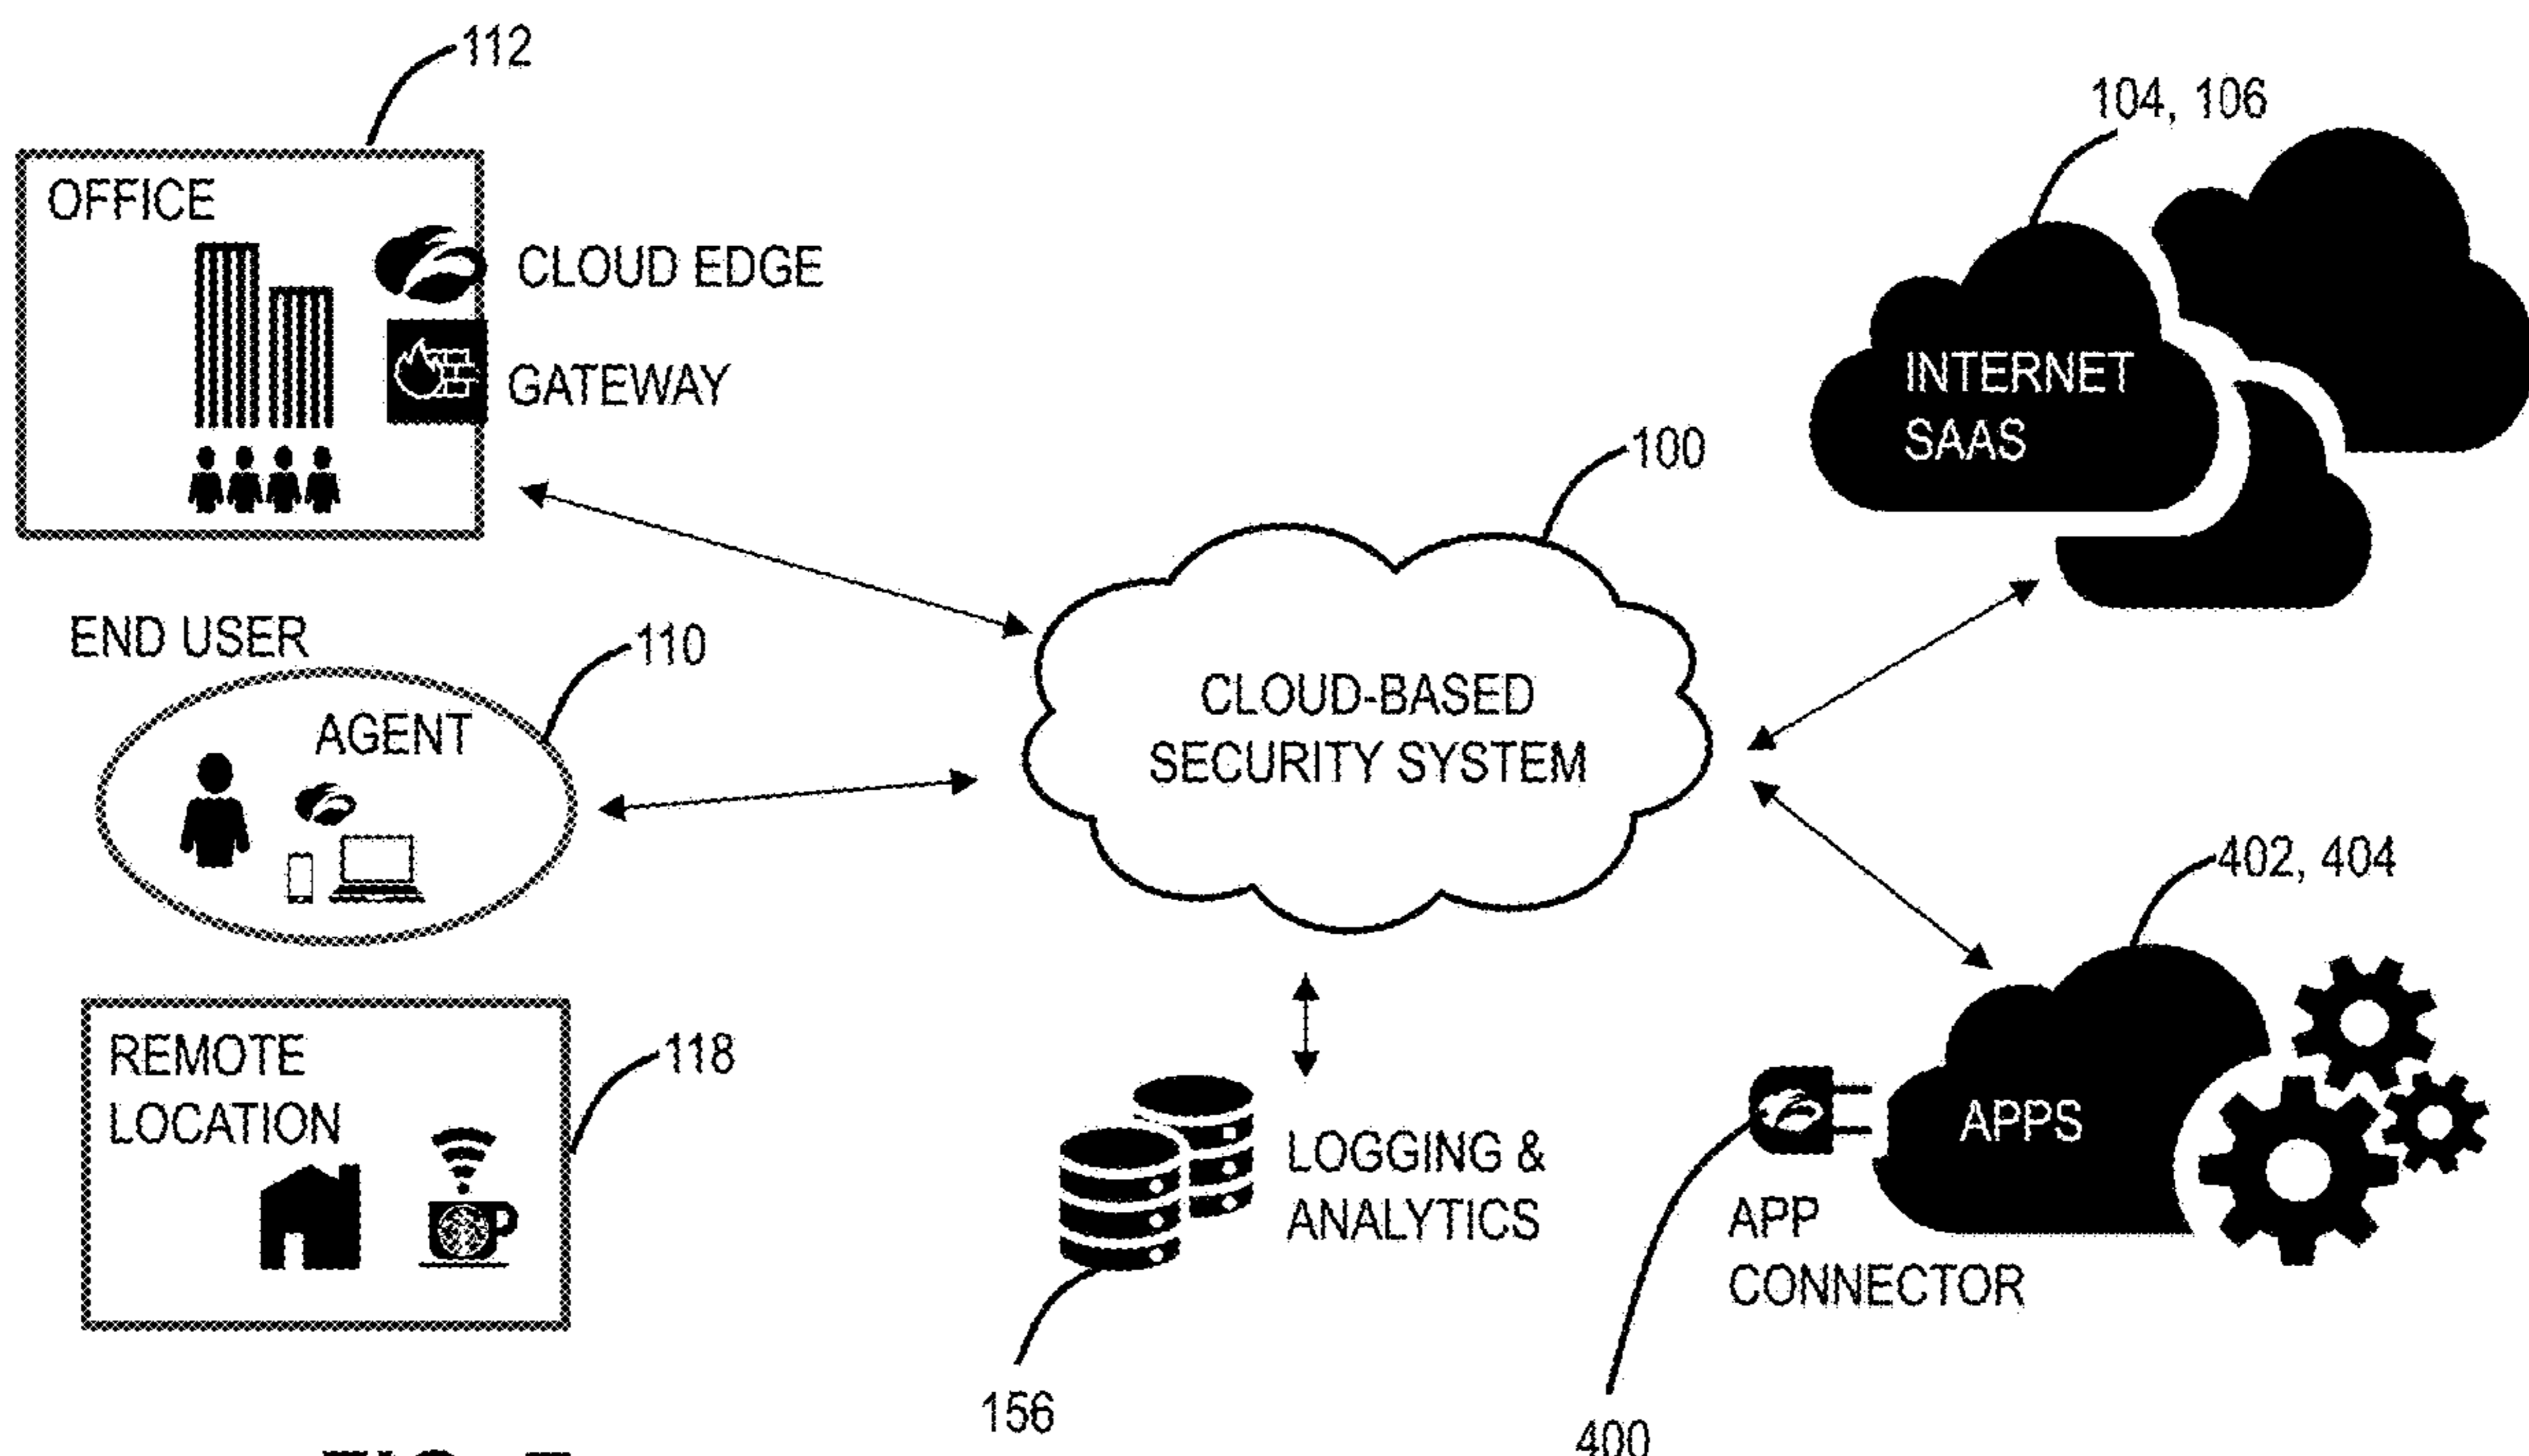 112
OFFICE
CLOUD EDGE
GATEWAY
104, 106
INTERNET
SAAS
100
CLOUD-BASED
SECURITY SYSTEM
END USER
110
AGENT
REMOTE
LOCATION
118
LOGGING &
ANALYTICS
156
402, 404
APPS
APP
CONNECTOR
400